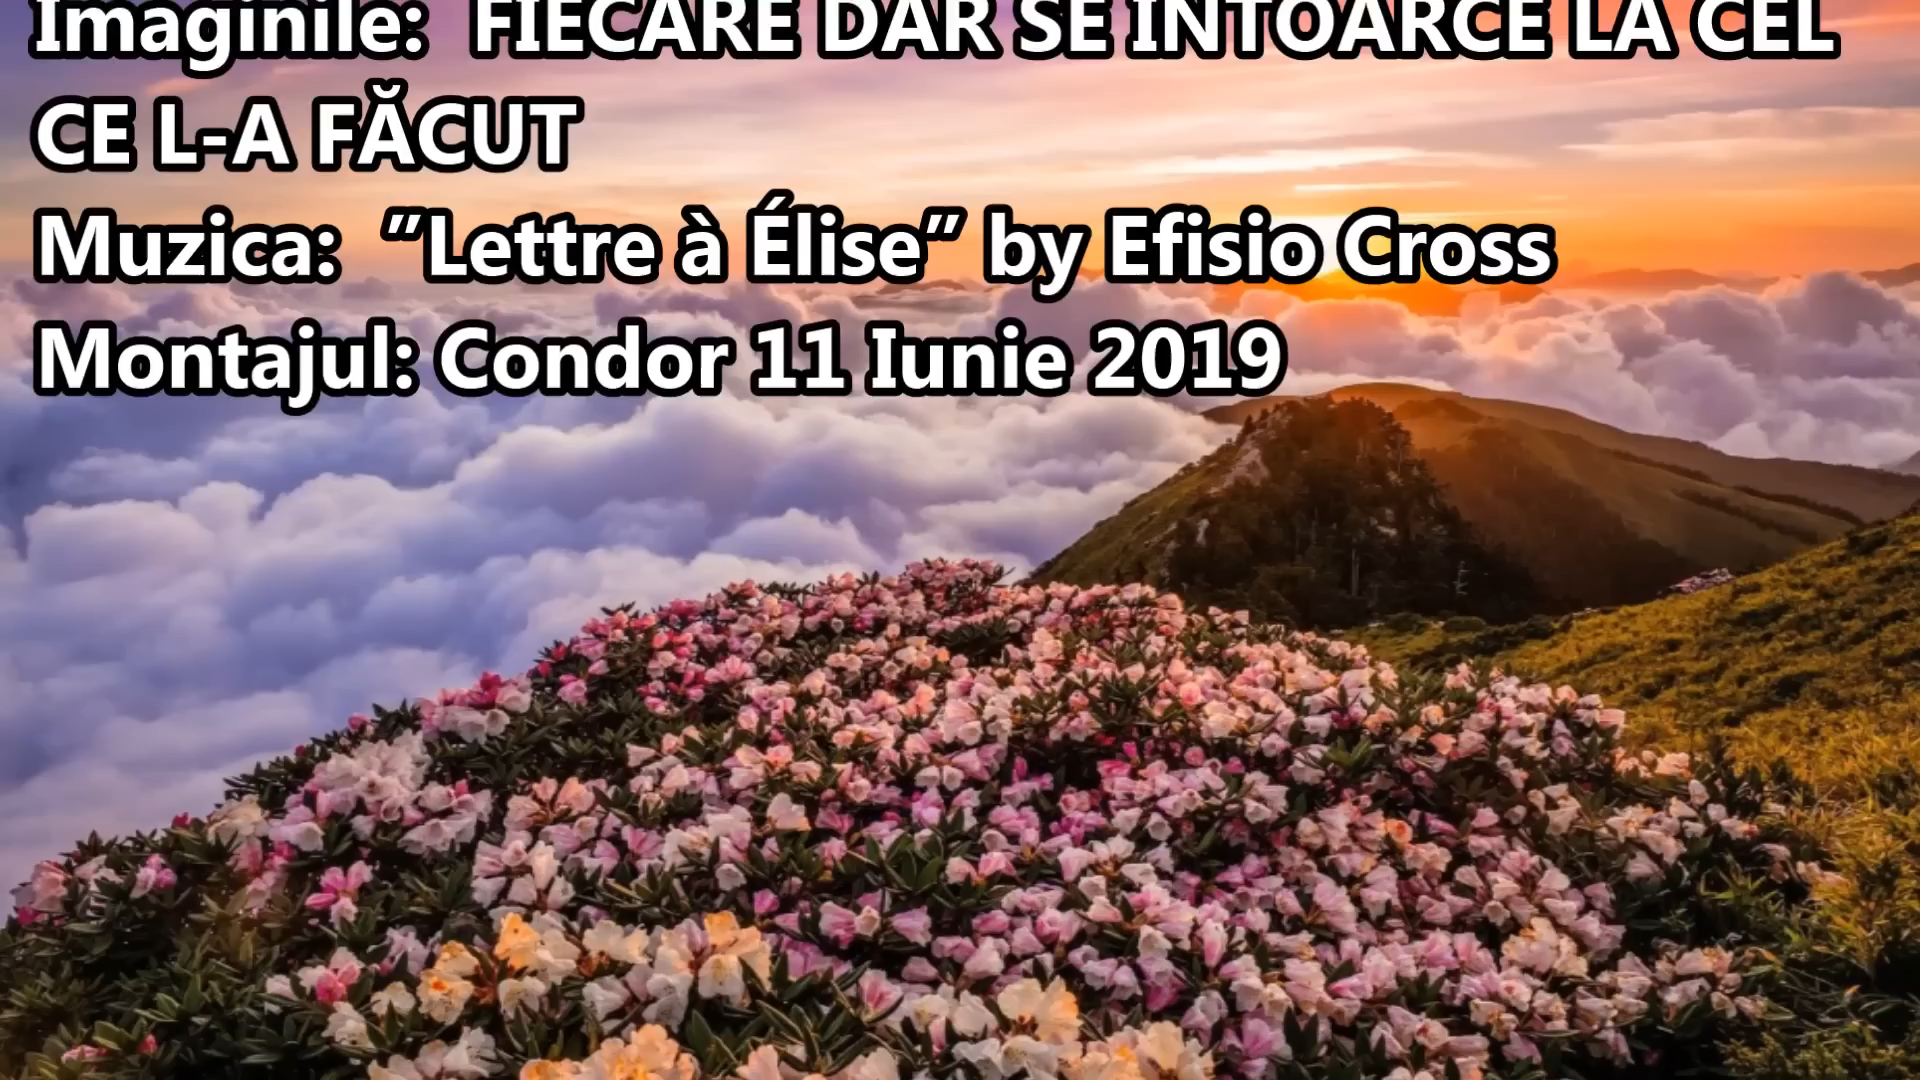 Imaginile: FIECARE DAR SE INTOARCE LA CEL
CE L-A FĂCUT
Muzica: ”Lettre à Élise” by Efisio Cross
Montajul: Condor 11 Iunie 2019